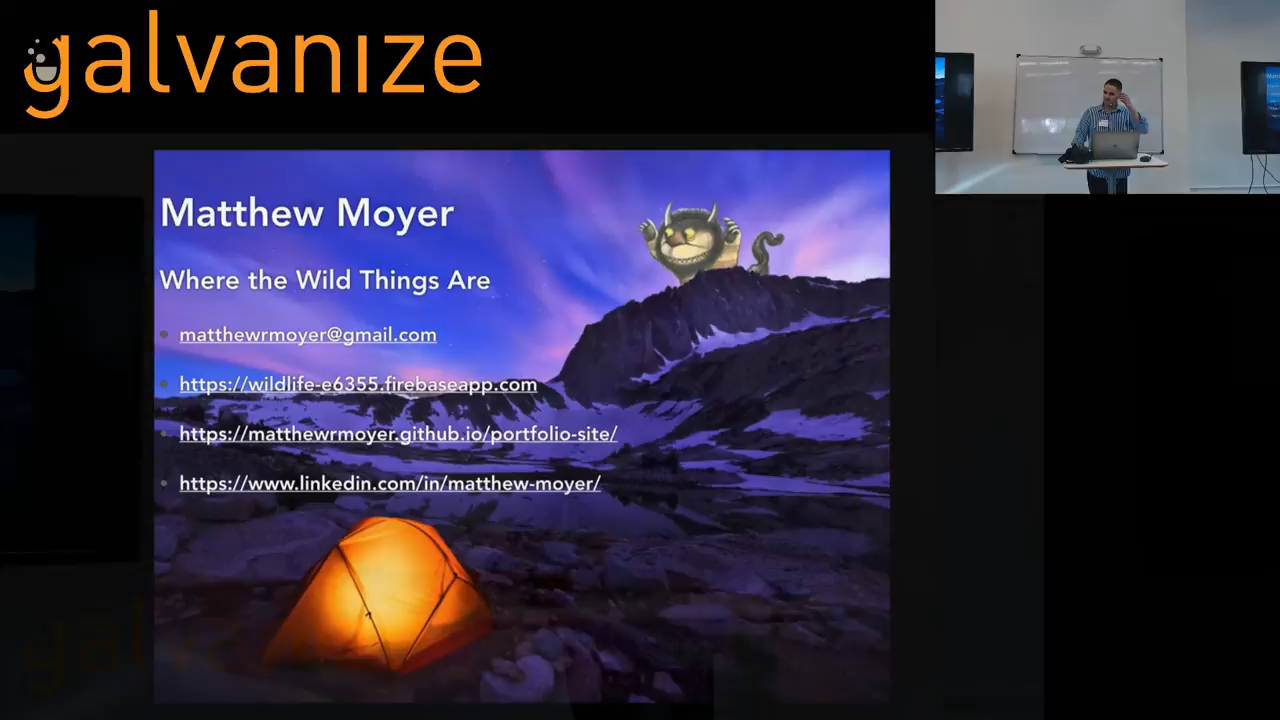 galvanize
Matthew Moyer
Where the Wild Things Are
matthewrmoyer@gmail.com
https://wildlife-e6355.firebaseapp.com
https://matthewrmoyer.github.io/portfolio-site/
https://www.linkedin.com/in/matthew-moyer/